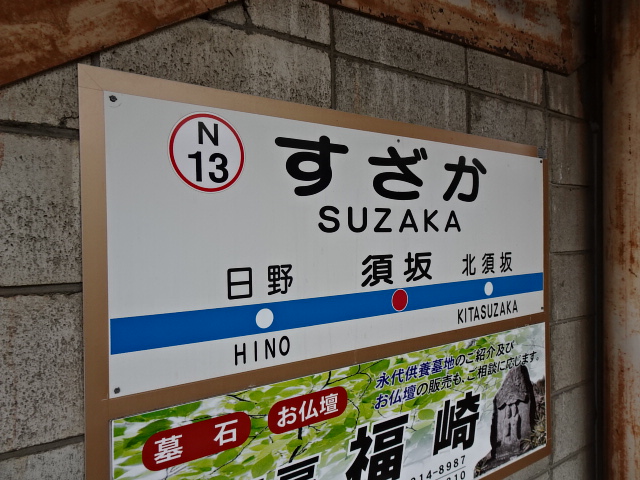 N
13
すざか
SUZAKA
日野 須坂 北須坂
HINO KITASUZAKA
永代供養墓地のご紹介及び
お仏壇の販売も、ご相談に応じます。
墓石 お仏壇
福崎
14-8987